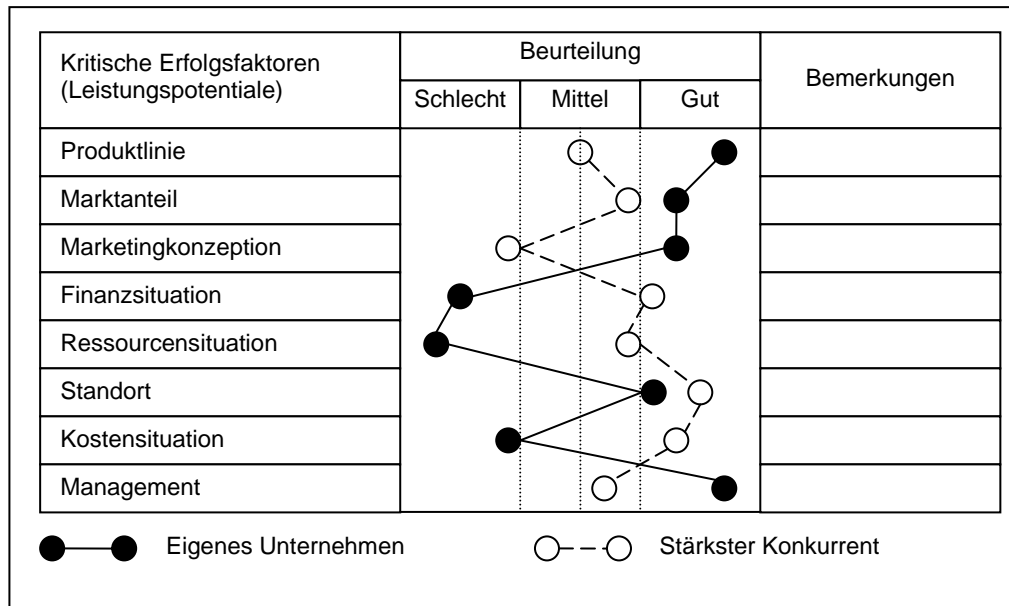 Kritische Erfolgsfaktoren
(Leistungspotentiale)
Beurteilung
Bemerkungen
Schlecht
Mittel
Gut
Produktlinie
Marktanteil
Marketingkonzeption
Finanzsituation
Ressourcensituation
Standort
Kostensituation
Management
Eigenes Unternehmen
Stärkster Konkurrent